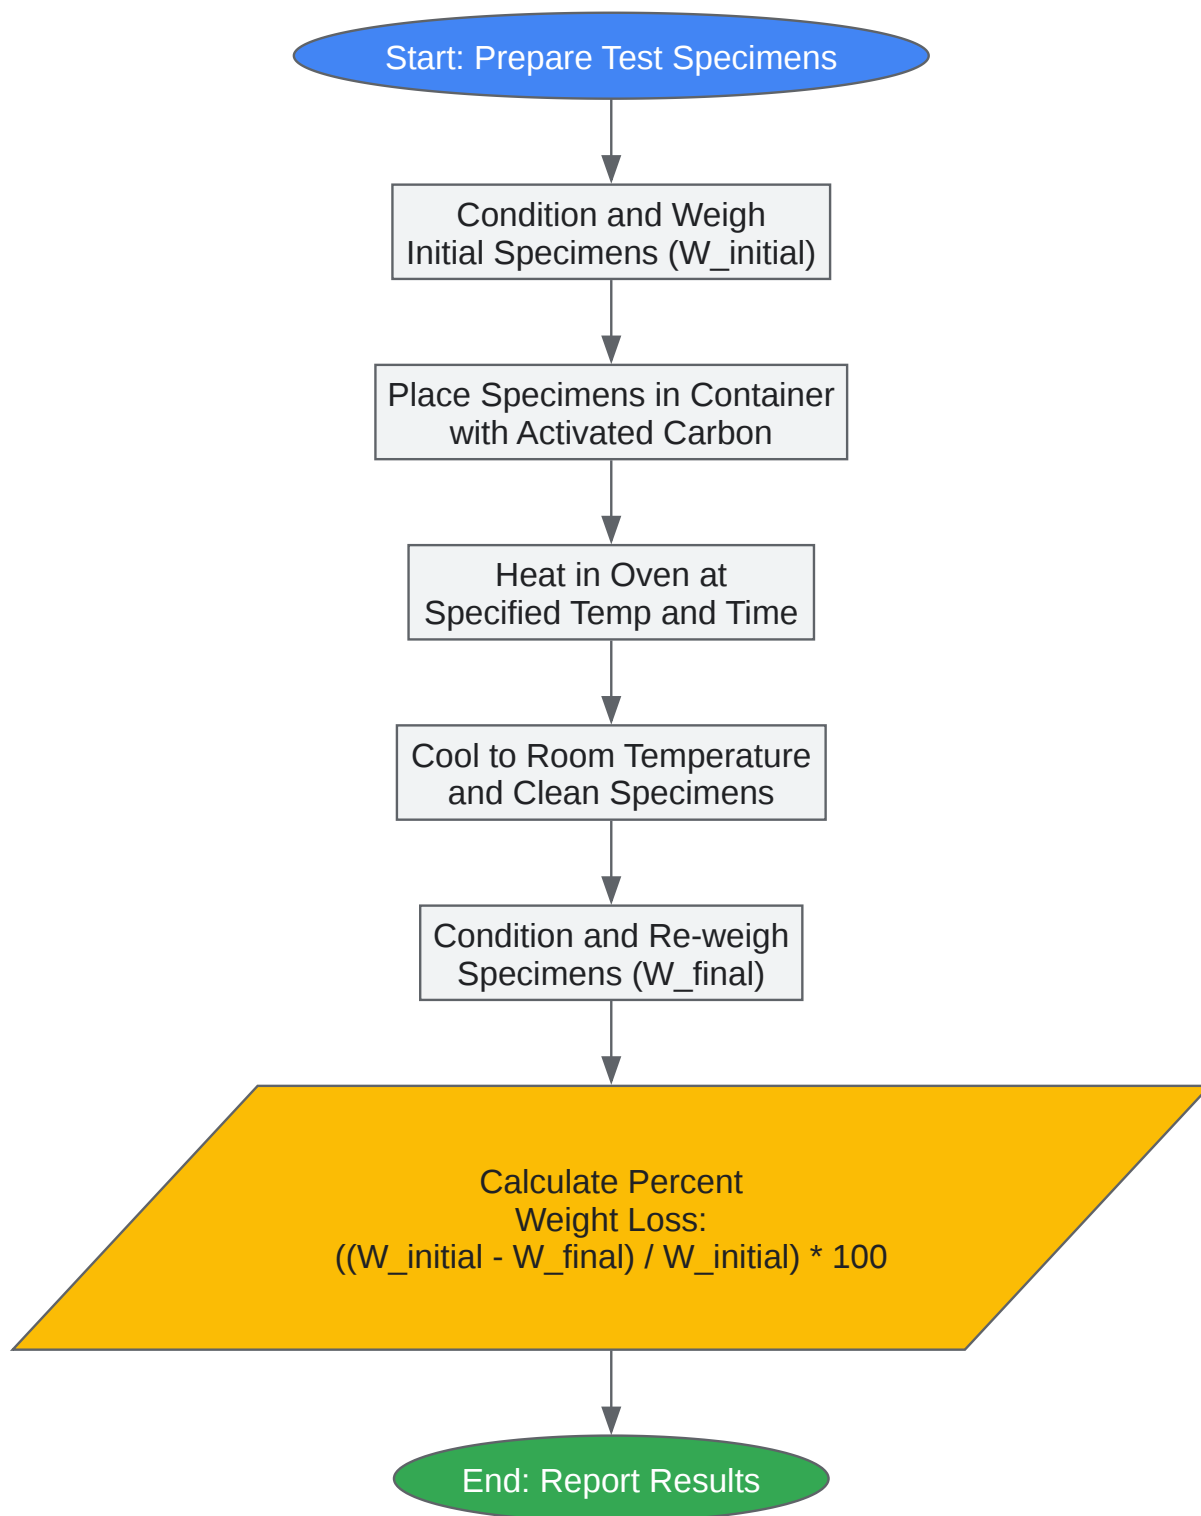 Start: Prepare Test Specimens
Condition and Weigh
Initial Specimens (W_initial)
Place Specimens in Container
with Activated Carbon
Heat in Oven at
Specified Temp and Time
Cool to Room Temperature
and Clean Specimens
Condition and Re-weigh
Specimens (W_final)
Calculate Percent
Weight Loss:
((W_initial - W_final) / W_initial) * 100
End: Report Results